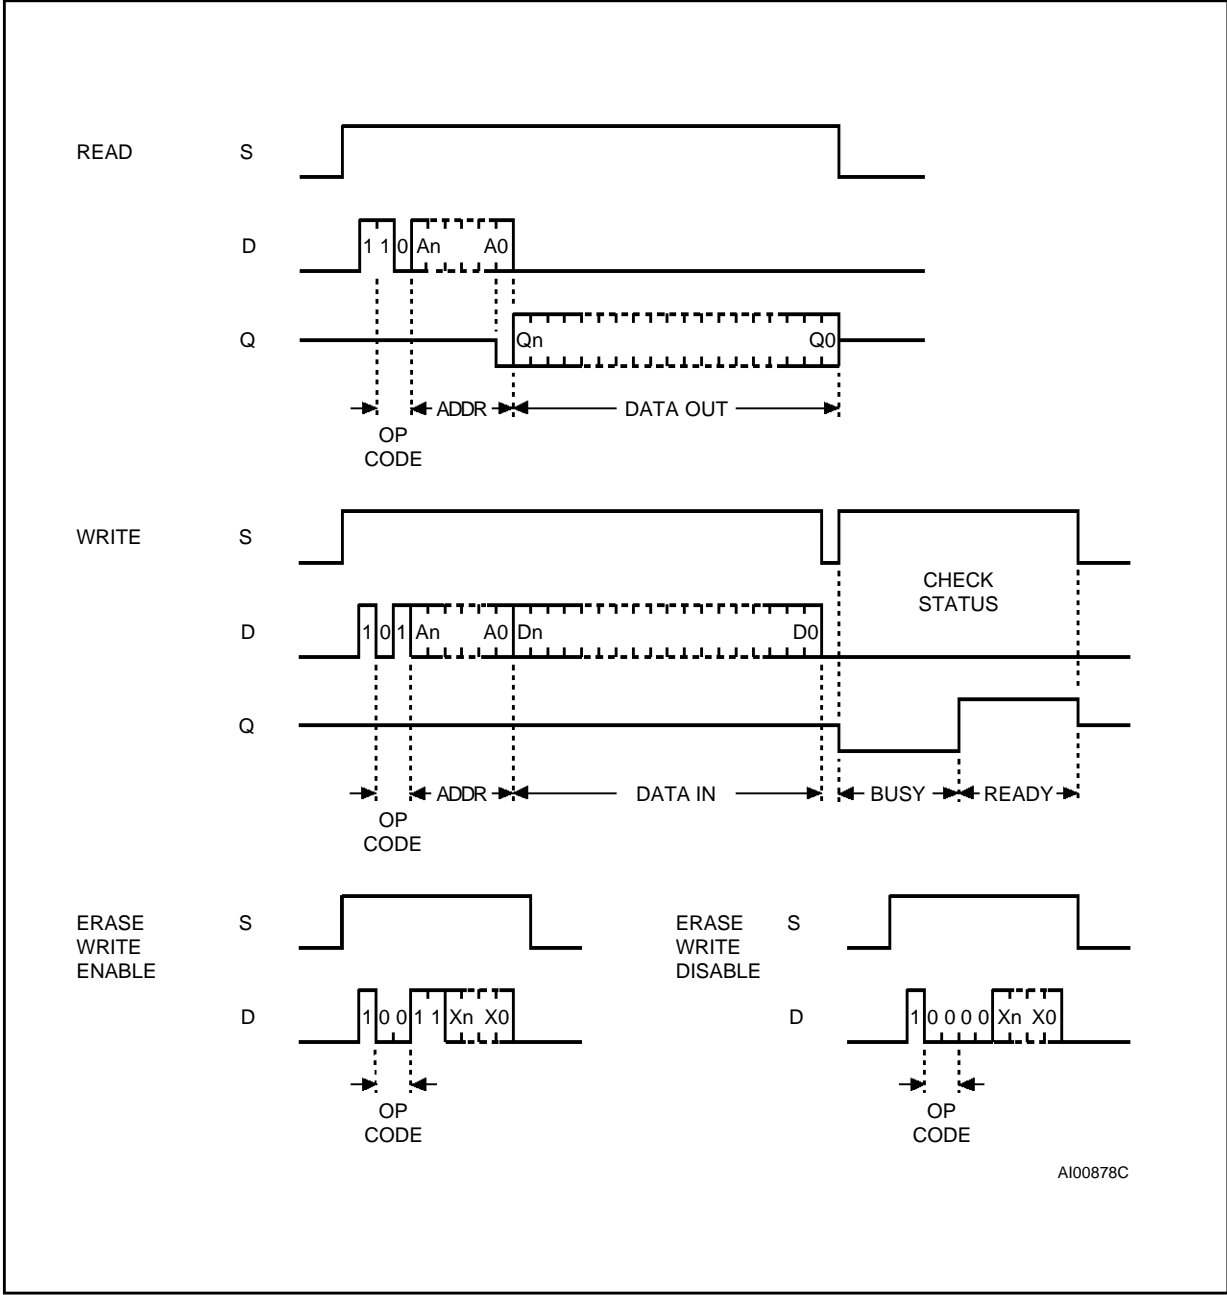 READ S
D 1 1 0 An A0
Q Qn Q0
ADDR DATA OUT
OP
CODE
WRITE S
CHECK
STATUS
D 1 0 1 An A0 Dn D0
Q
ADDR DATA IN BUSY READY
OP
CODE
ERASE
WRITE
ENABLE
S
D 1 0 0 1 1 Xn X0
OP
CODE
ERASE
WRITE
DISABLE
S
D 1 0 0 0 0 Xn X0
OP
CODE
AI00878C